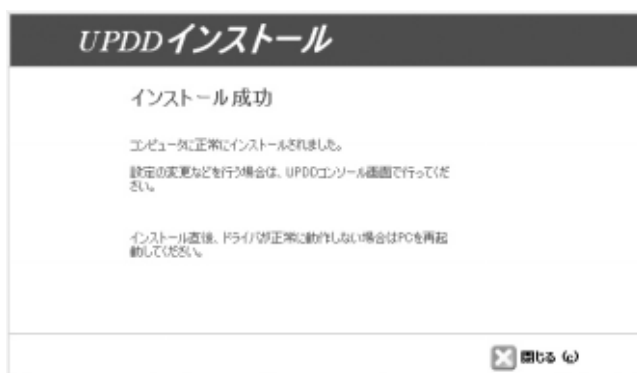 UPDDインストール
インストール成功
コンピュータに正常にインストールされました。
設定の変更などを行う場合は、UPDDコンソール画面で行ってくだ
さい。
インストール直後、ドライバが正常に動作しない場合はPCを再起
動してください。
閉じる (c)